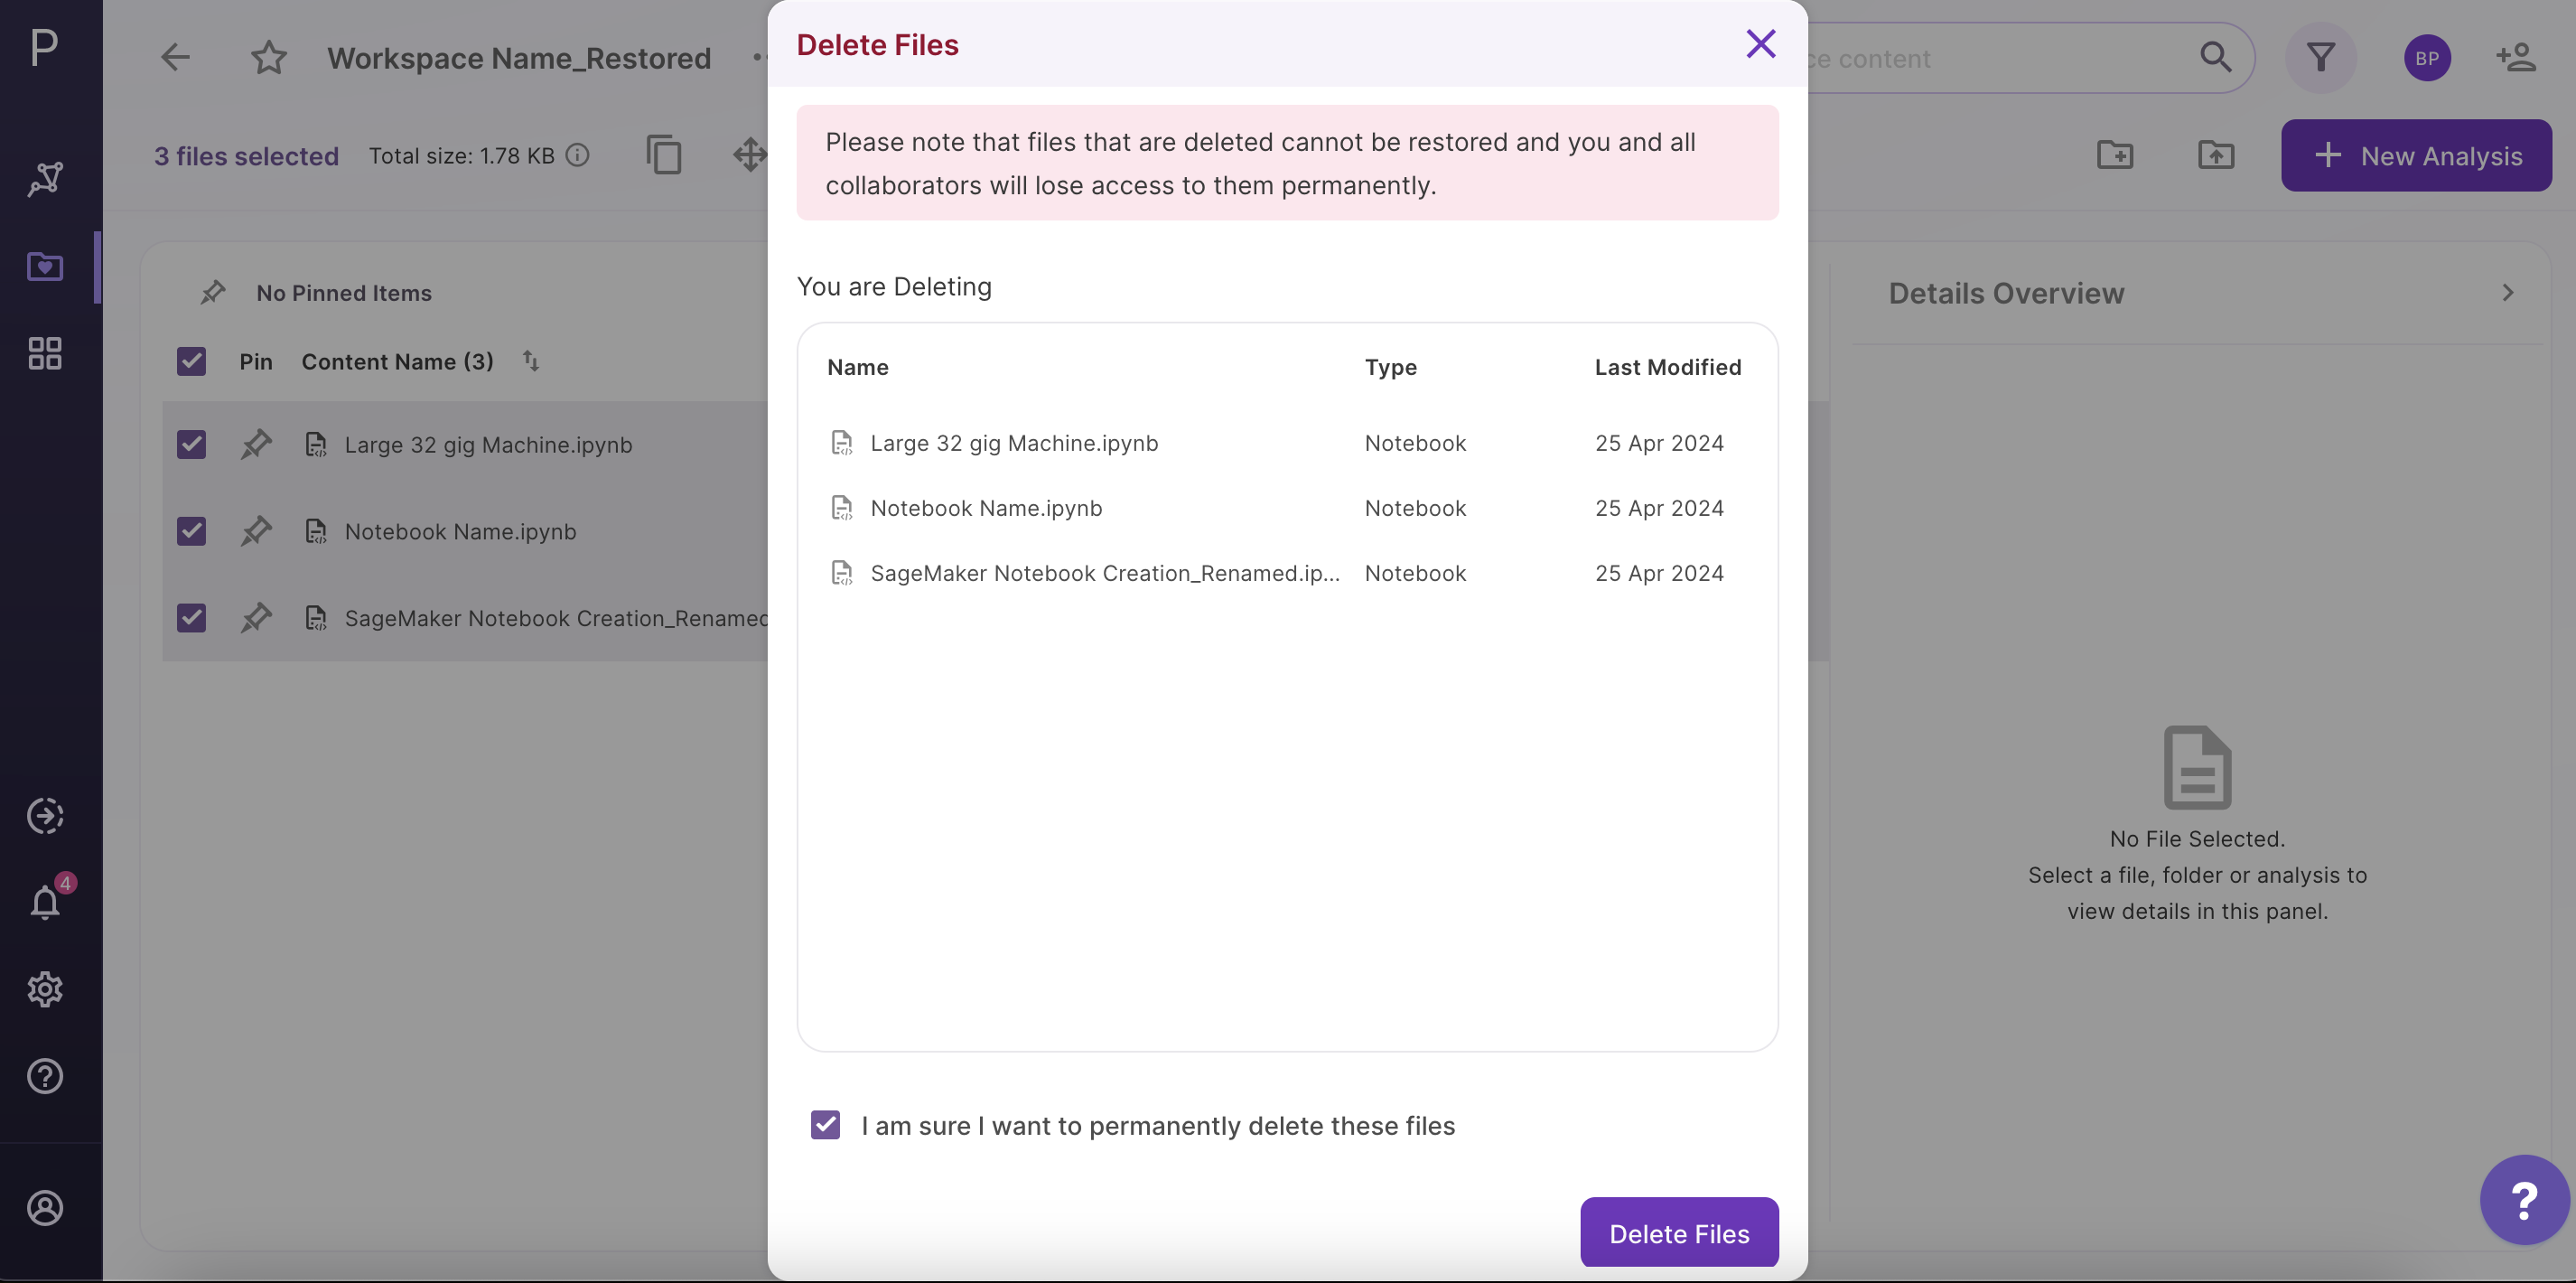 P
Workspace Name_Restored
ce content
BP
3 files selected
Total size: 1.78 KB
New Analysis
No Pinned Items
Pin Content Name (3)
Large 32 gig Machine.ipynb
Notebook Name.ipynb
SageMaker Notebook Creation_Renamed
4
Delete Files
Please note that files that are deleted cannot be restored and you and all
collaborators will lose access to them permanently.
You are Deleting
Name Type Last Modified
Large 32 gig Machine.ipynb Notebook 25 Apr 2024
Notebook Name.ipynb Notebook 25 Apr 2024
SageMaker Notebook Creation_Renamed.ip... Notebook 25 Apr 2024
I am sure I want to permanently delete these files
Delete Files
Details Overview
No File Selected.
Select a file, folder or analysis to
view details in this panel.
?